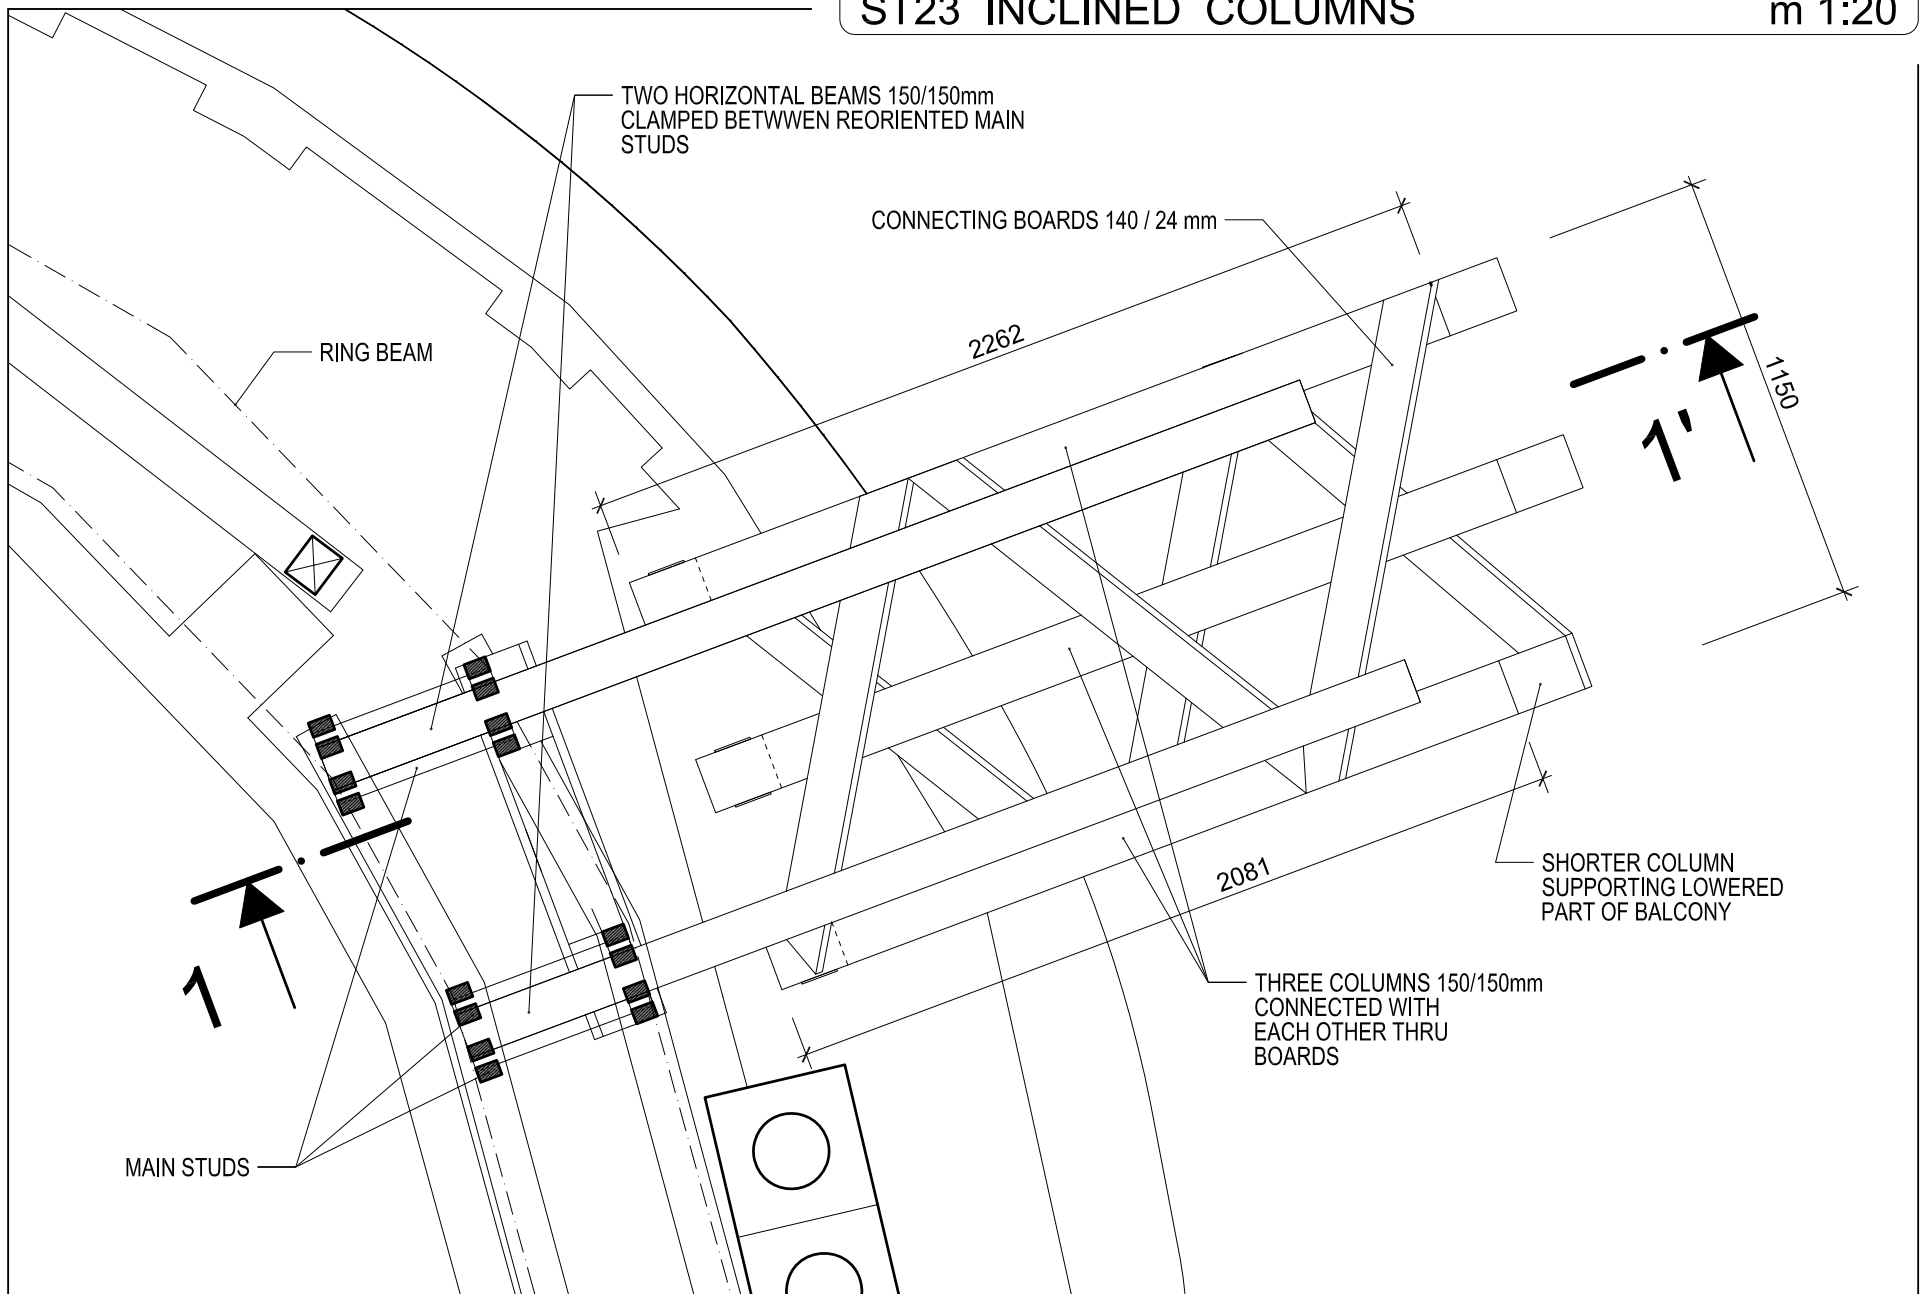 ST23 INCLINED COLUMNS
m 1:20
TWO HORIZONTAL BEAMS 150/150mm
CLAMPED BETWWEN REORIENTED MAIN
STUDS
CONNECTING BOARDS 140 / 24 mm
2262
RING BEAM
1150
1'
2081
SHORTER COLUMN
SUPPORTING LOWERED
PART OF BALCONY
1
THREE COLUMNS 150/150mm
CONNECTED WITH
EACH OTHER THRU
BOARDS
MAIN STUDS